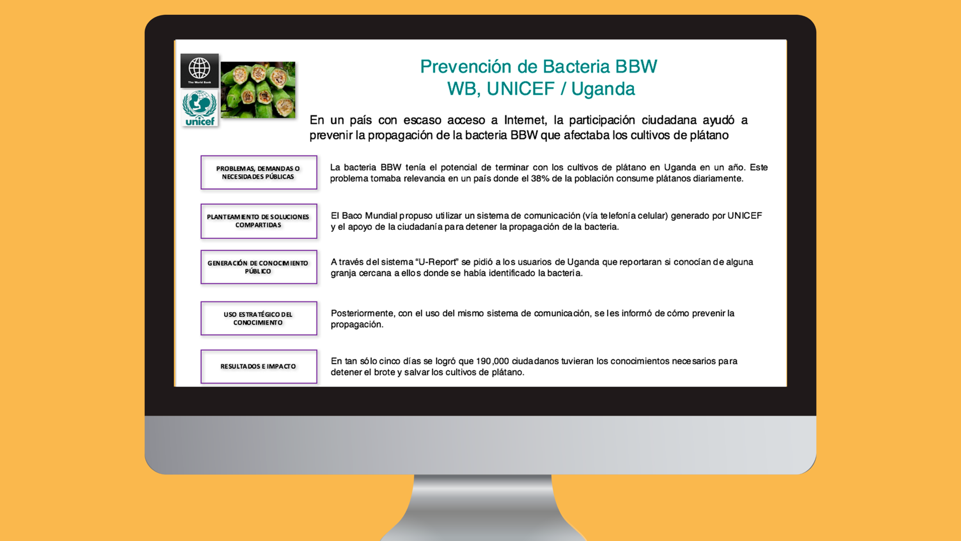 The World Bank
unicef
Prevención de Bacteria BBW
WB, UNICEF / Uganda
En un país con escaso acceso a Internet, la participación ciudadana ayudó a
prevenir la propagación de la bacteria BBW que afectaba los cultivos de plátano
PROBLEMAS, DEMANDAS O
NECESIDADES PÚBLICAS
La bacteria BBW tenía el potencial de terminar con los cultivos de plátano en Uganda en un año. Este
problema tomaba relevancia en un país donde el 38% de la población consume plátanos diariamente.
PLANTEAMIENTO DE SOLUCIONES
COMPARTIDAS
El Baco Mundial propuso utilizar un sistema de comunicación (vía telefonía celular) generado por UNICEF
y el apoyo de la ciudadanía para detener la propagación de la bacteria.
GENERACIÓN DE CONOCIMIENTO
PÚBLICO
A través del sistema “U-Report” se pidió a los usuarios de Uganda que reportaran si conocían de alguna
granja cercana a ellos donde se había identificado la bacteria.
USO ESTRATÉGICO DEL
CONOCIMIENTO
Posteriormente, con el uso del mismo sistema de comunicación, se les informó de cómo prevenir la
propagación.
RESULTADOS E IMPACTO
En tan sólo cinco días se logró que 190,000 ciudadanos tuvieran los conocimientos necesarios para
detener el brote y salvar los cultivos de plátano.